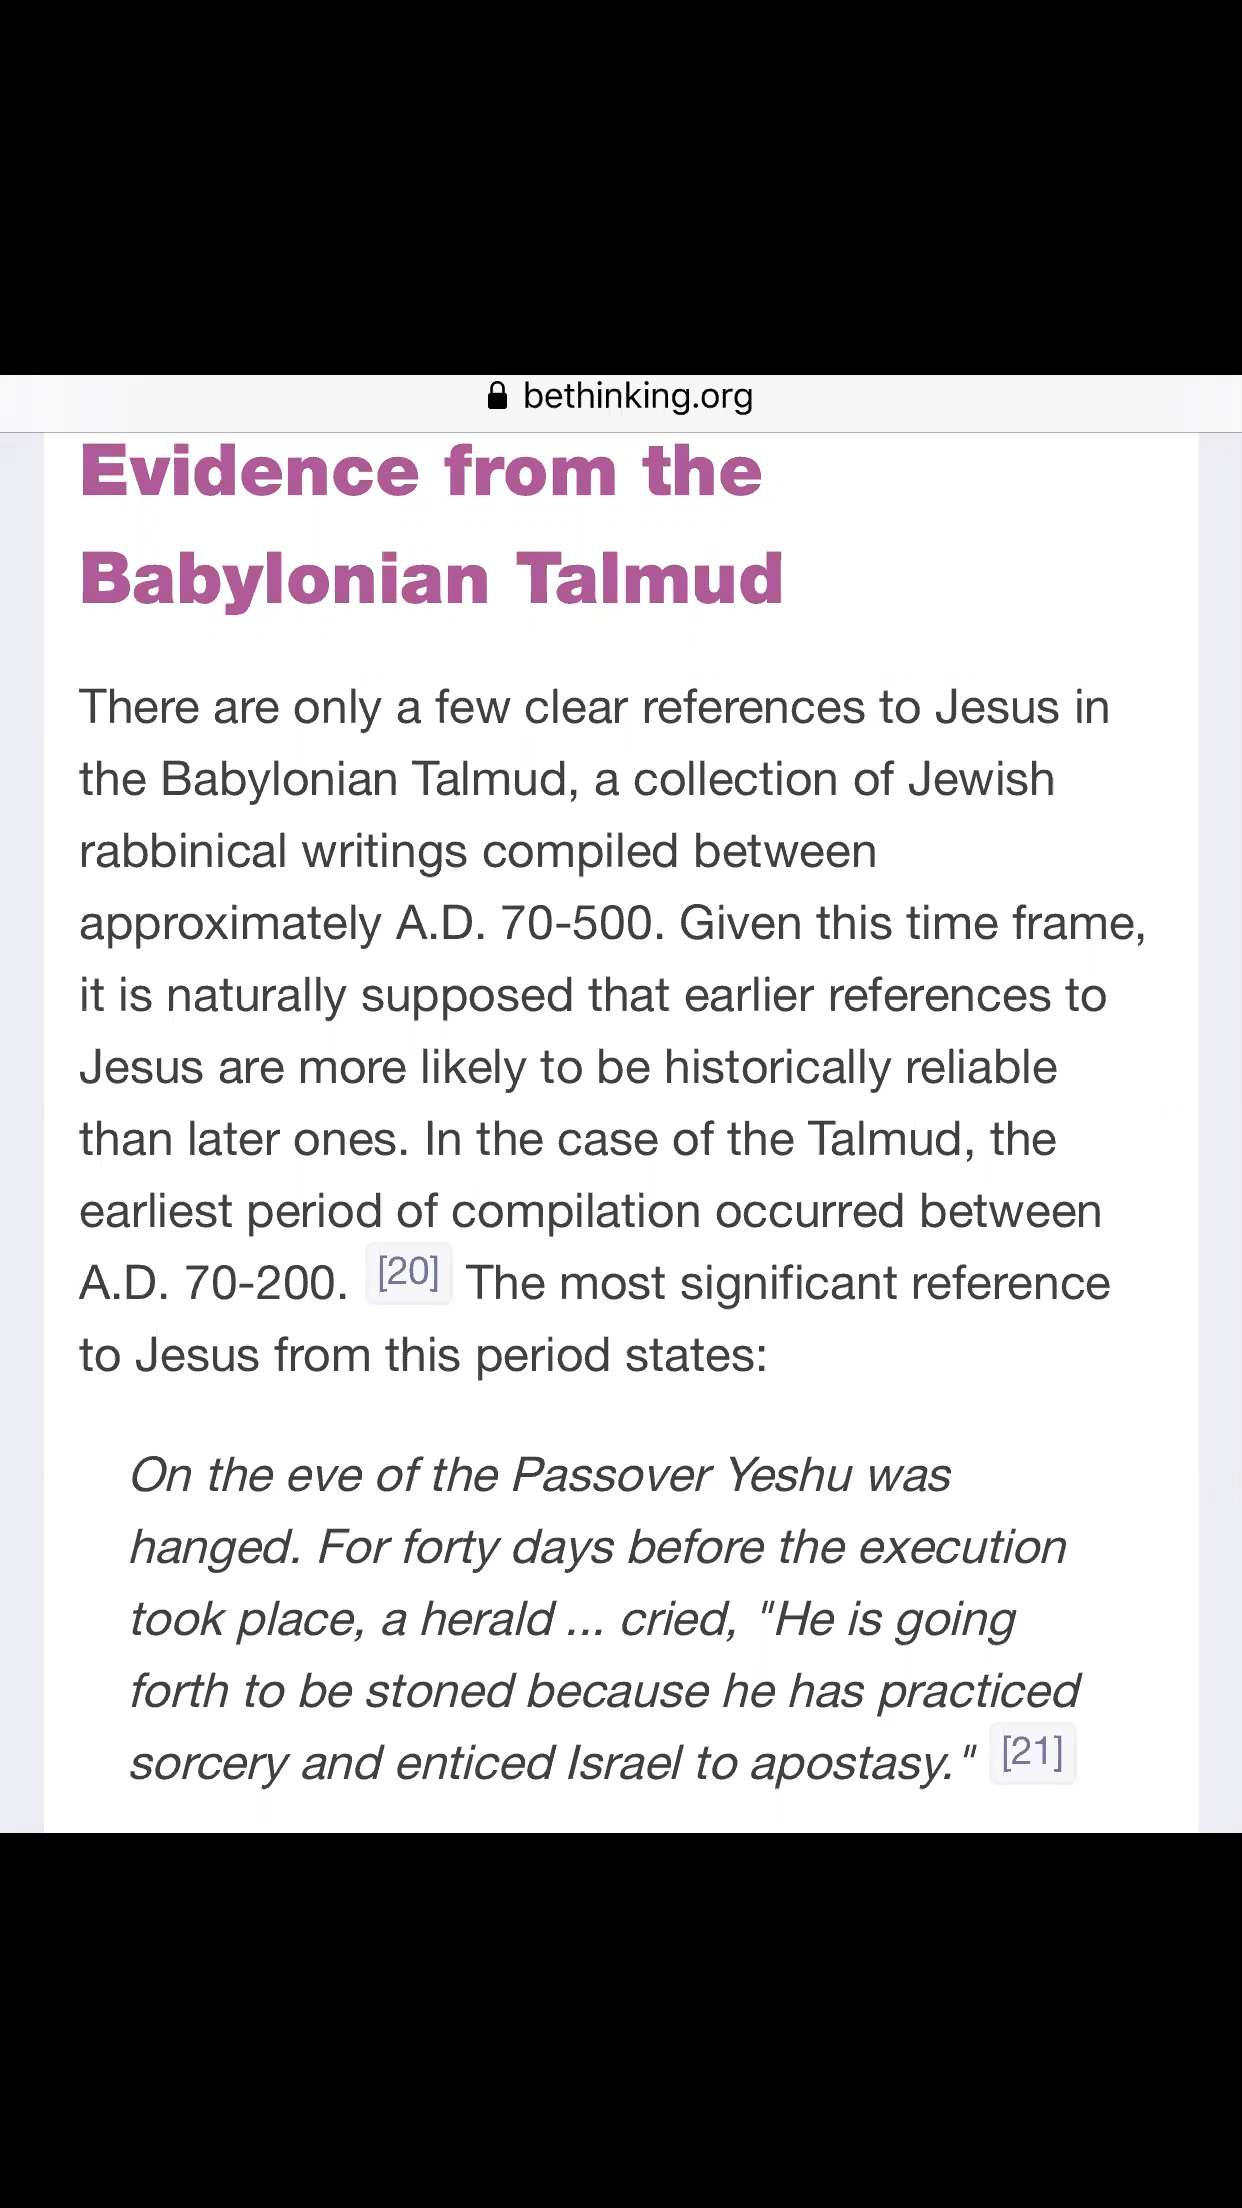 bethinking.org
Evidence from the
Babylonian Talmud
There are only a few clear references to Jesus in
the Babylonian Talmud, a collection of Jewish
rabbinical writings compiled between
approximately A.D. 70-500. Given this time frame,
it is naturally supposed that earlier references to
Jesus are more likely to be historically reliable
than later ones. In the case of the Talmud, the
earliest period of compilation occurred between
A.D. 70-200. [20] The most significant reference
to Jesus from this period states:
On the eve of the Passover Yeshu was
hanged. For forty days before the execution
took place, a herald ... cried, "He is going
forth to be stoned because he has practiced
sorcery and enticed Israel to apostasy." [21]